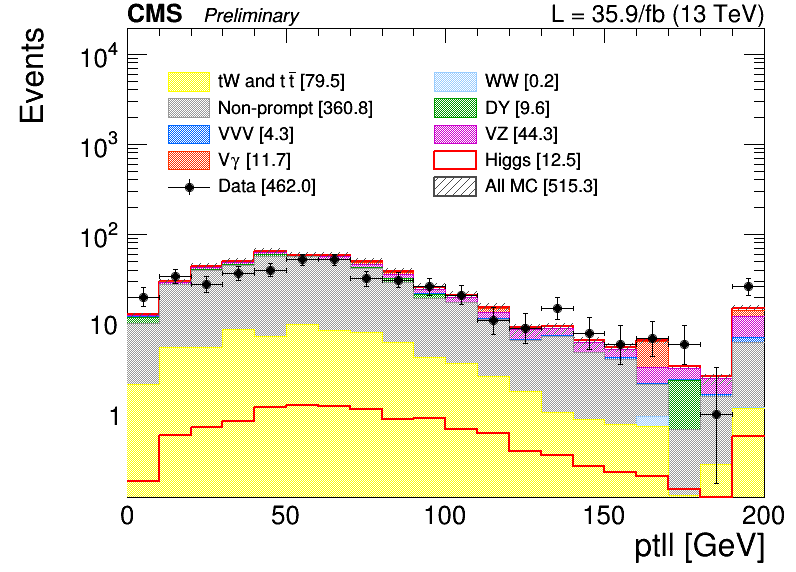 CMS Preliminary L = 35.9/fb (13 TeV)
Events
10⁴
10³
10²
10
1
tW and tt̅ [79.5]
Non-prompt [360.8]
VVV [4.3]
Vγ [11.7]
Data [462.0]
WW [0.2]
DY [9.6]
VZ [44.3]
Higgs [12.5]
All MC [515.3]
0 50 100 150 200
ptll [GeV]